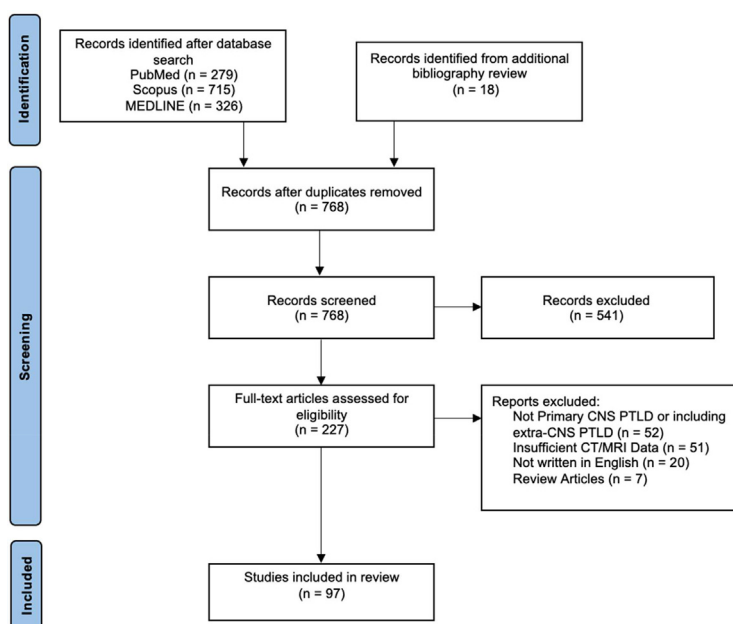 Identification
Records identified after database
search
PubMed (n = 279)
Scopus (n = 715)
MEDLINE (n = 326)
Records identified from additional
bibliography review
(n = 18)
Screening
Records after duplicates removed
(n = 768)
Records screened
(n = 768)
Records excluded
(n = 541)
Full-text articles assessed for
eligibility
(n = 227)
Reports excluded:
Not Primary CNS PTLD or including
extra-CNS PTLD (n = 52)
Insufficient CT/MRI Data (n = 51)
Not written in English (n = 20)
Review Articles (n = 7)
Included
Studies included in review
(n = 97)